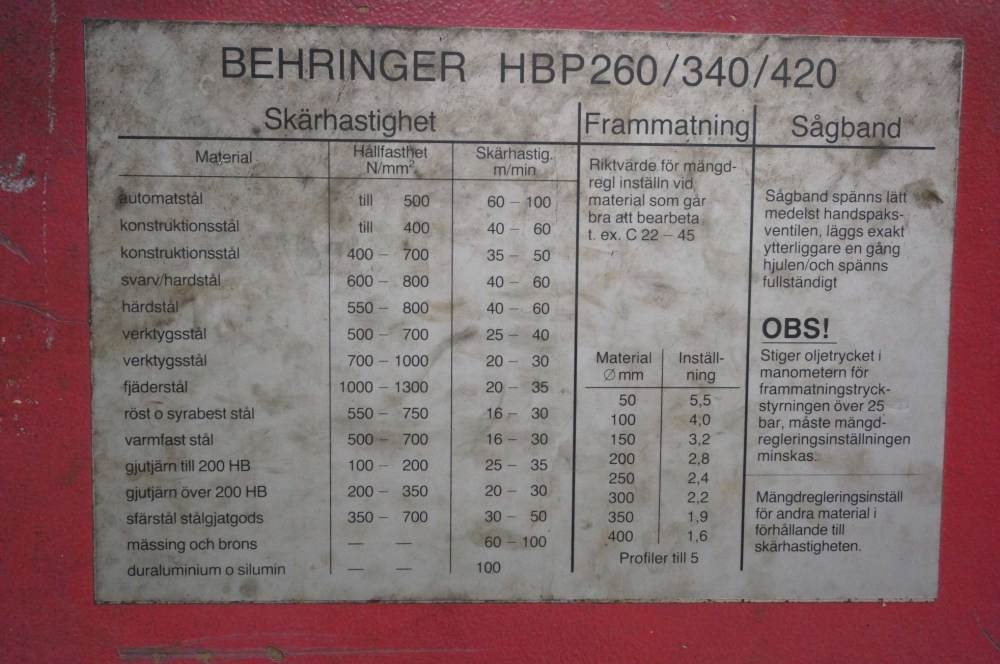 BEHRINGER HBP260/340/420
Skärhastighet
Material Hållfasthet N/mm² Skärhastig. m/min
automatstål till 500 60 – 100
konstruktionsstål till 400 40 – 60
konstruktionsstål 400 – 700 35 – 50
svarv/hardstål 600 – 800 40 – 60
härdstål 550 – 800 40 – 60
verktygsstål 500 – 700 25 – 40
verktygsstål 700 – 1000 20 – 30
fjäderstål 1000 – 1300 20 – 35
röst o syrabest stål 550 – 750 16 – 30
varmfast stål 500 – 700 16 – 30
gjutjärn till 200 HB 100 – 200 25 – 35
gjutjärn över 200 HB 200 – 350 20 – 30
sfärstål stålgjatgods 350 – 700 30 – 50
mässing och brons — — 60 – 100
duraluminium o silumin — — 100
Frammatning
Riktvärde för mängd-
regl inställn vid
material som går
bra att bearbeta
t. ex. C 22 – 45
Material Ø mm Inställ-ning
50 5,5
100 4,0
150 3,2
200 2,8
250 2,4
300 2,2
350 1,9
400 1,6
Profiler till 5
Sågband
Sågband spänns lätt
medelst handspaks-
ventilen, läggs exakt
ytterliggare en gång
hjulen/och spänns
fullständigt
OBS!
Stiger oljetrycket i
manometern för
frammatningstryck-
styrningen över 25
bar, måste mängd-
regleringsinställningen
minskas.
Mängdregleringsinställ
för andra material i
förhållande till
skärhastigheten.